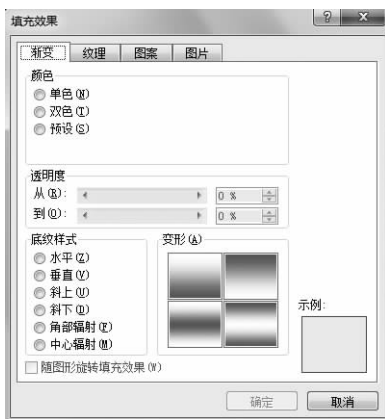 填充效果
渐变 纹理 图案 图片
颜色
单色(N)
双色(T)
预设(S)
透明度
从(R): 0 %
到(O): 0 %
底纹样式 变形(A)
水平(Z)
垂直(V)
斜上(U)
斜下(D)
角部辐射(F)
中心辐射(M)
示例:
随图形旋转填充效果(W)
确定 取消